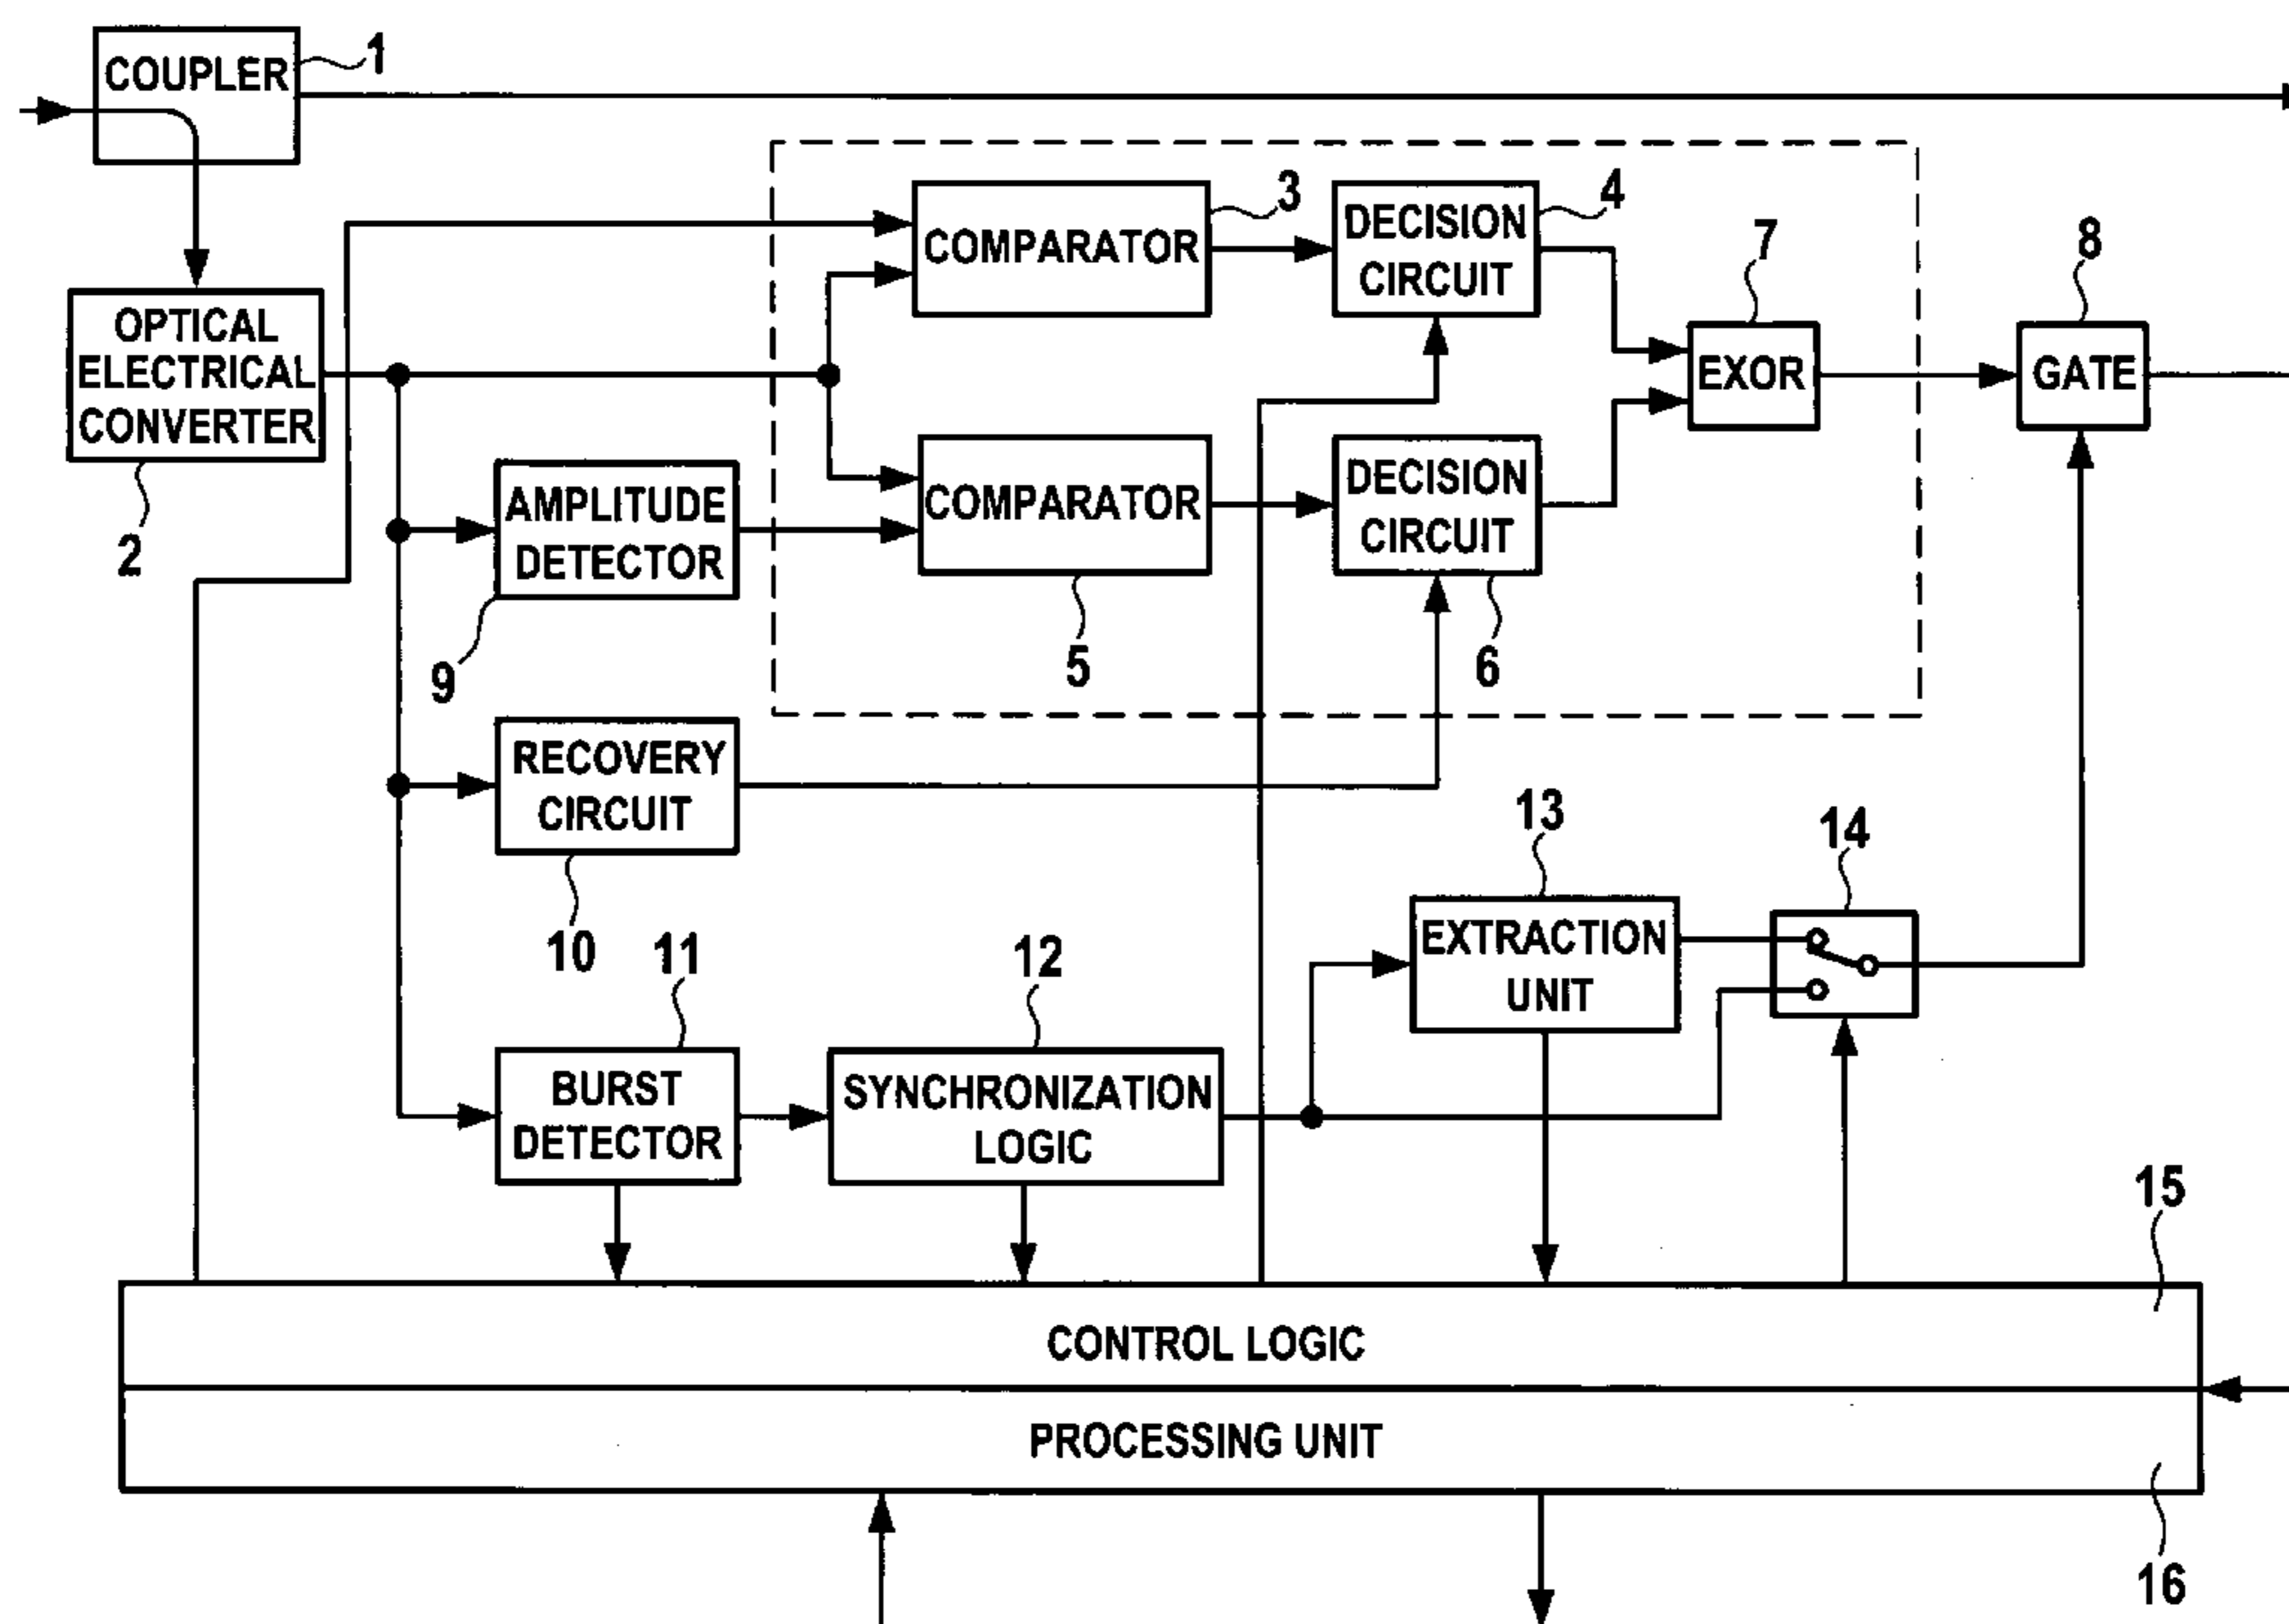 COUPLER
1
OPTICAL
ELECTRICAL
CONVERTER
2
COMPARATOR
3
DECISION
CIRCUIT
4
COMPARATOR
5
DECISION
CIRCUIT
6
EXOR
7
GATE
8
AMPLITUDE
DETECTOR
9
RECOVERY
CIRCUIT
10
BURST
DETECTOR
11
SYNCHRONIZATION
LOGIC
12
EXTRACTION
UNIT
13
14
CONTROL LOGIC
15
PROCESSING UNIT
16